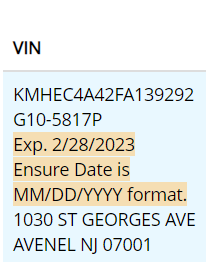 VIN
KMHEC4A42FA139292
G10-5817P
Exp. 2/28/2023
Ensure Date is
MM/DD/YYYY format.
1030 ST GEORGES AVE
AVENEL NJ 07001